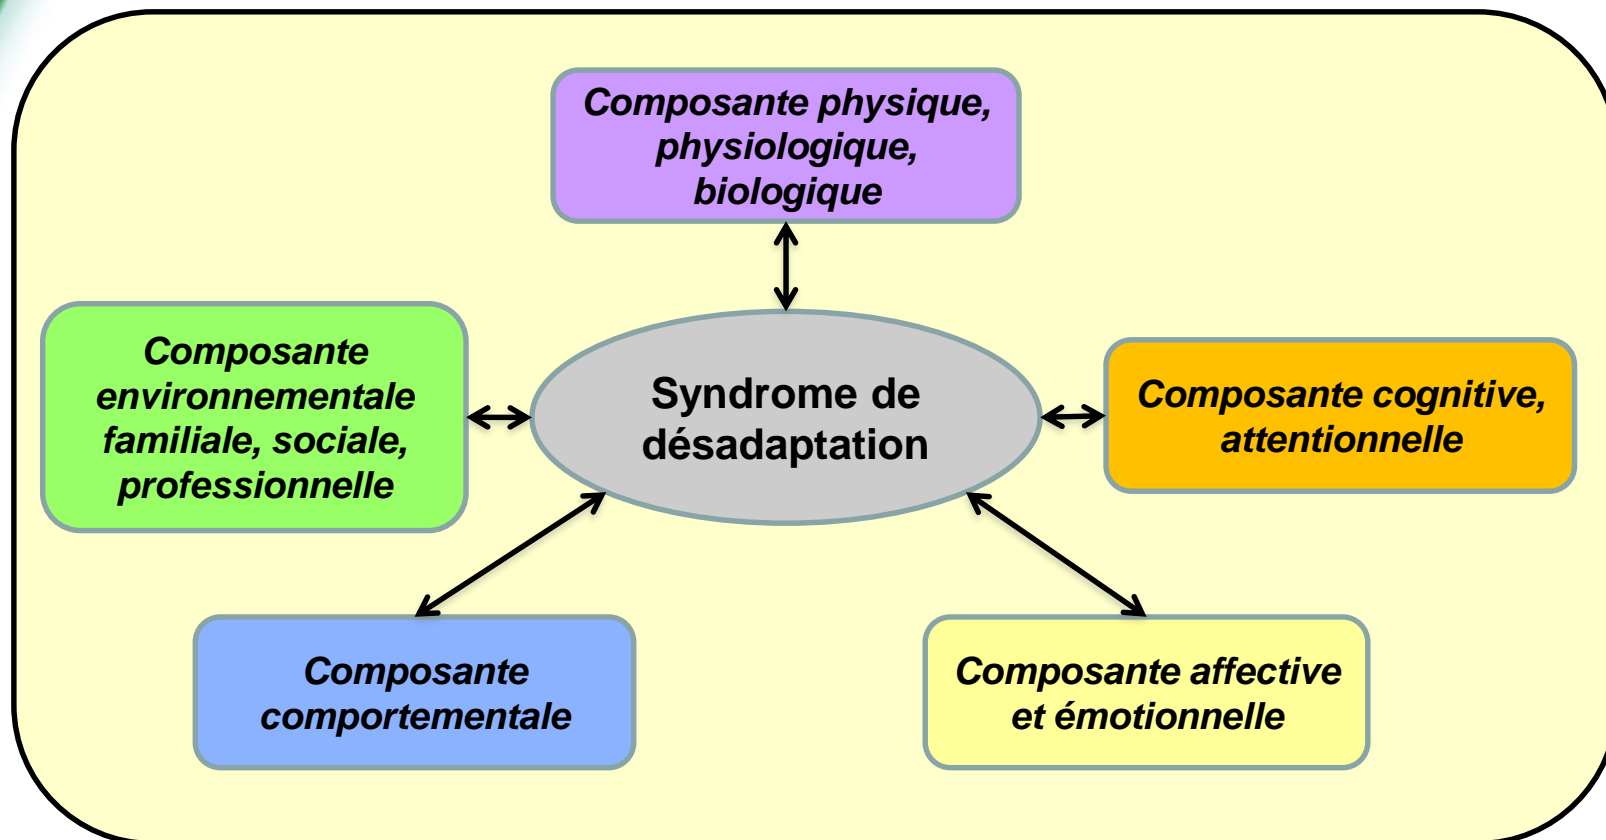 Composante physique,
physiologique,
biologique
Composante
environnementale
familiale, sociale,
professionnelle
Syndrome de
désadaptation
Composante cognitive,
attentionnelle
Composante
comportementale
Composante affective
et émotionnelle